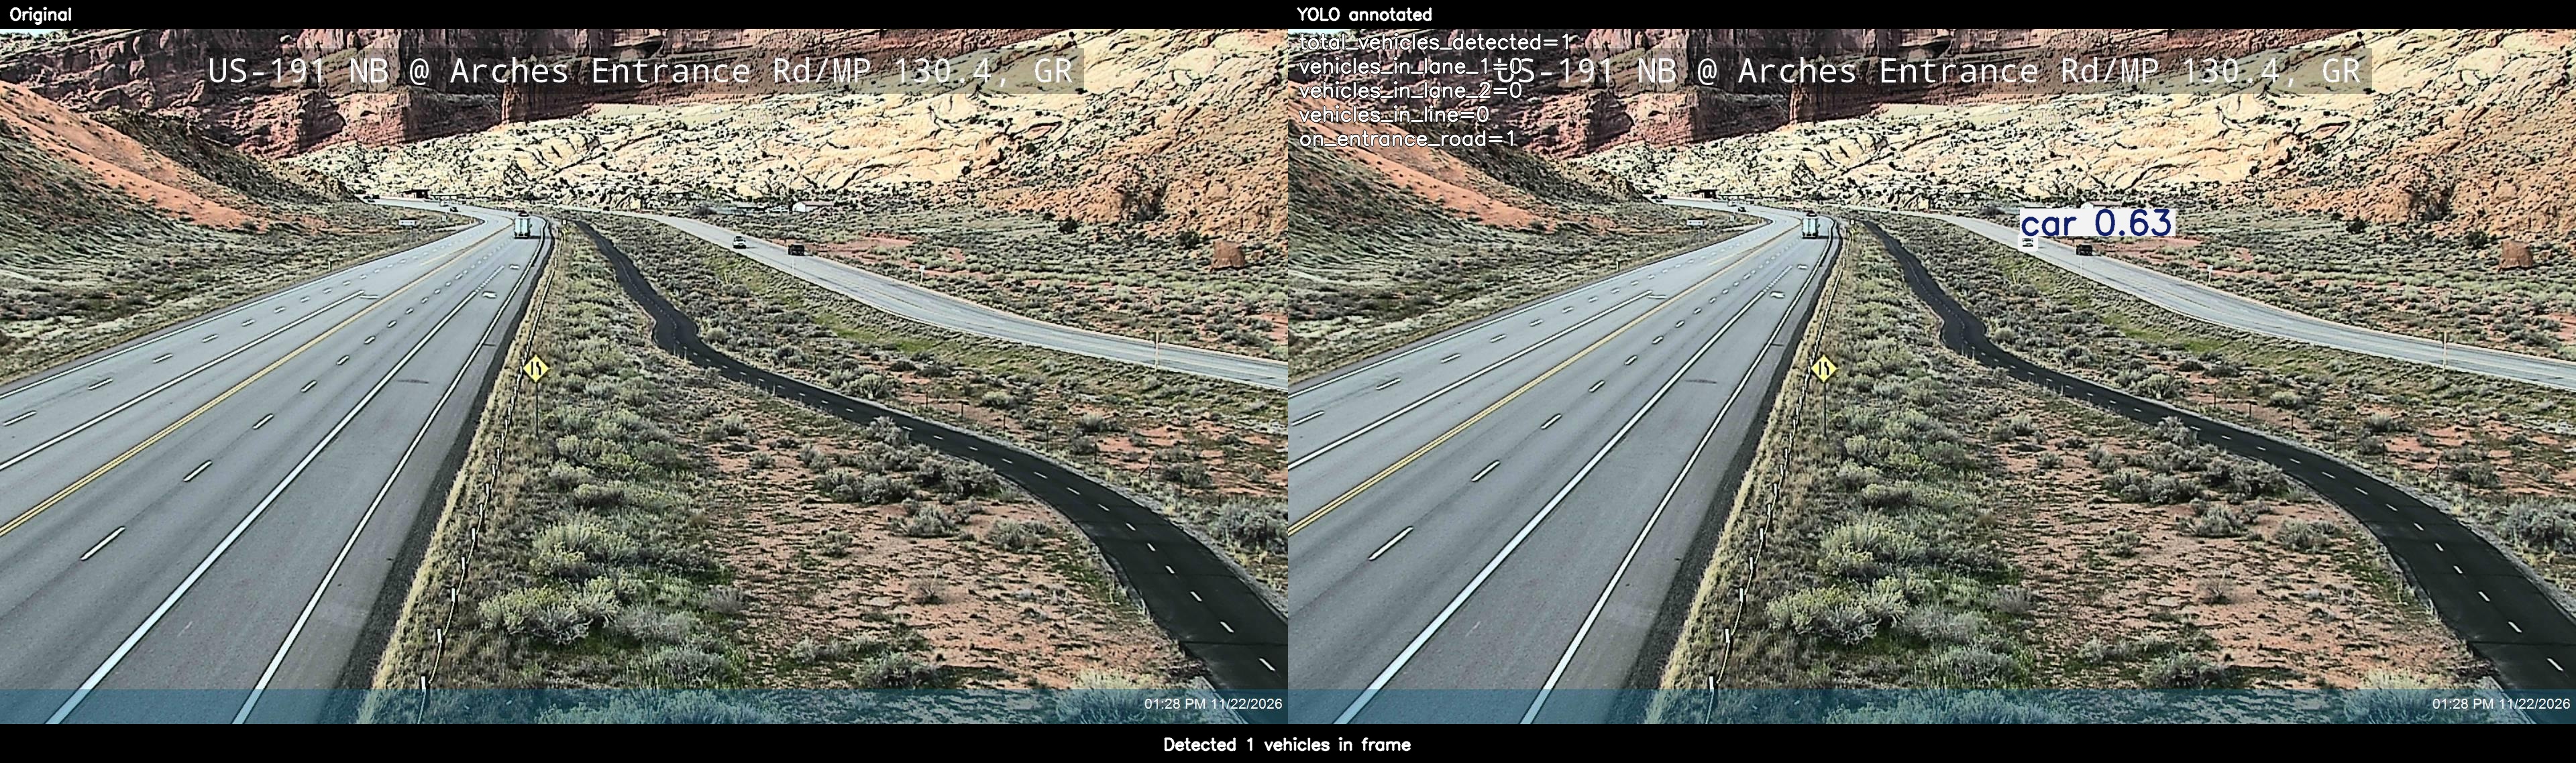 Original
US-191 NB @ Arches Entrance Rd/MP 130.4, GR
01:28 PM 11/22/2026
YOLO annotated
total_vehicles_detected=1
vehicles_in_lane_1=0
US-191 NB @ Arches Entrance Rd/MP 130.4, GR
vehicles_in_lane_2=0
vehicles_in_line=0
on_entrance_road=1
car 0.63
01:28 PM 11/22/2026
Detected 1 vehicles in frame